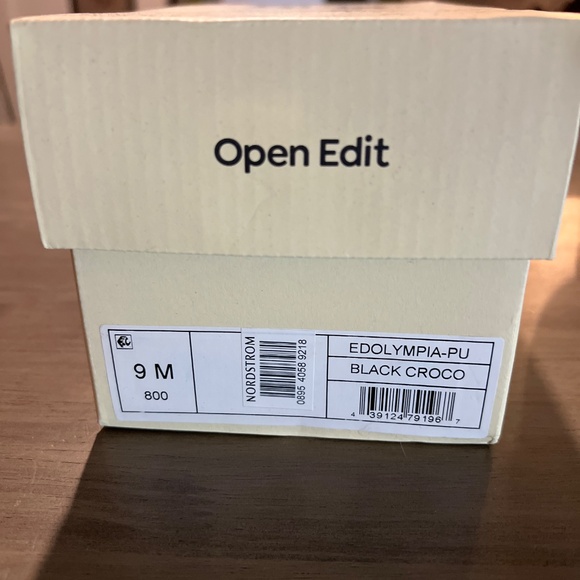 Open Edit
9 M
800
NORDSTROM
0895 4058 9218
EDOLYMPIA-PU
BLACK CROCO
4 39124 79196 7